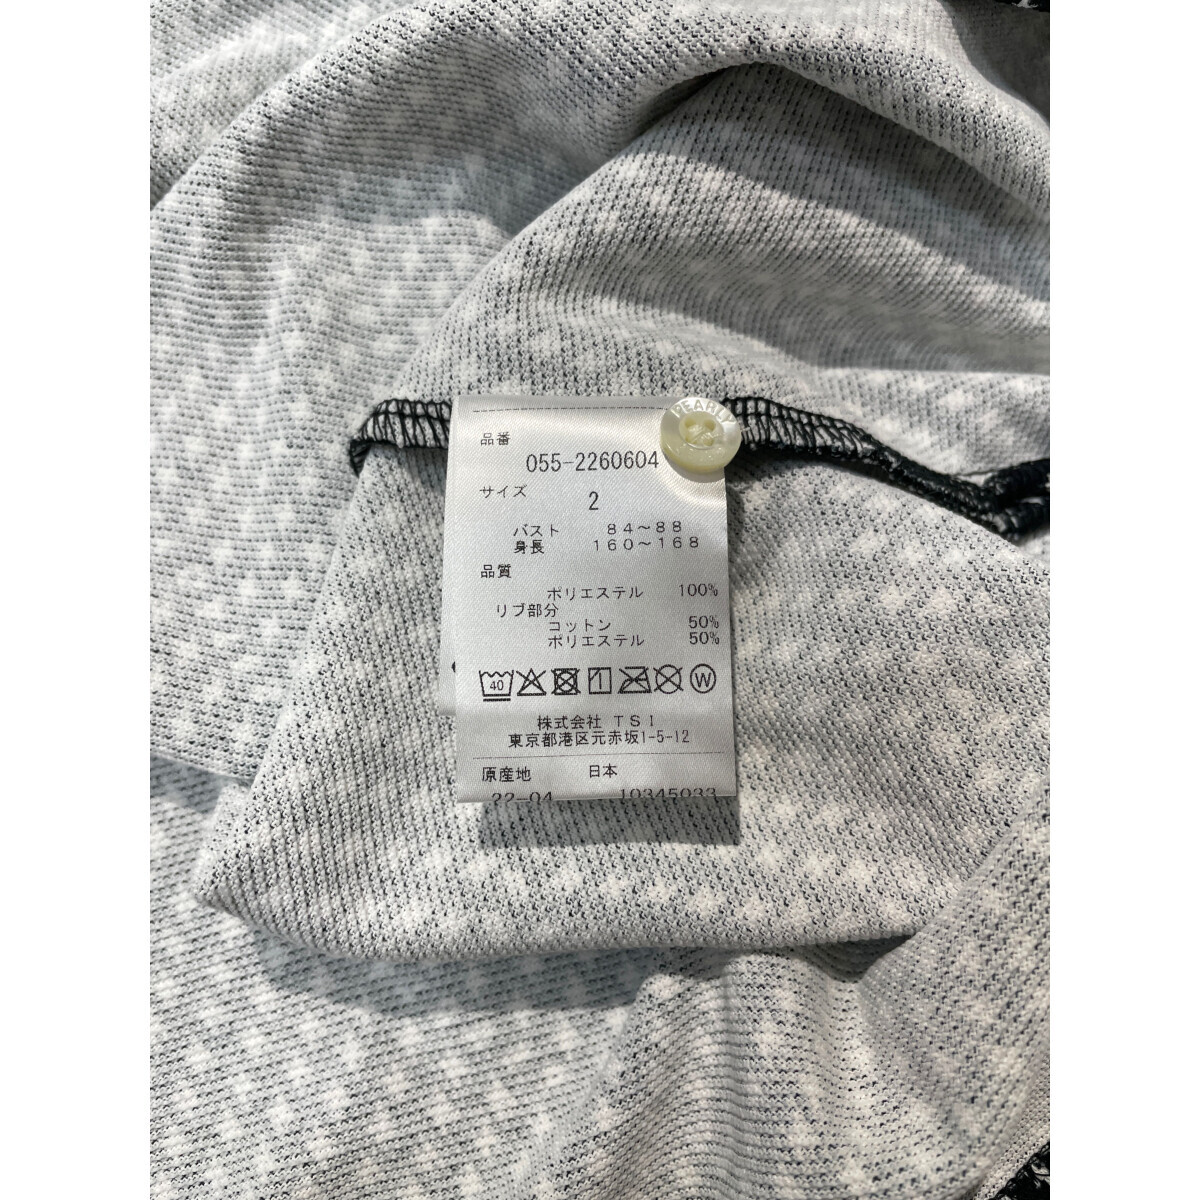 PEARLY
品番
055-2260604
サイズ
2
バスト 84~88
身長 160~168
品質
ポリエステル 100%
リブ部分
コットン 50%
ポリエステル 50%
40
W
株式会社 TSI
東京都港区元赤坂1-5-12
原産地 日本
22-04 10345033